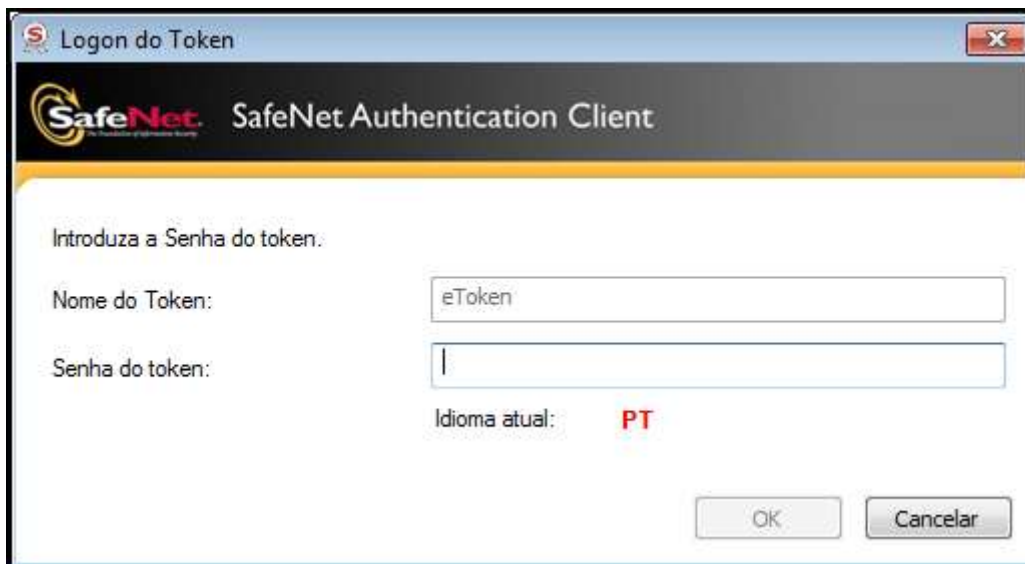 Logon do Token
SafeNet. SafeNet Authentication Client
Introduza a Senha do token.
Nome do Token: eToken
Senha do token:
Idioma atual: PT
OK Cancelar